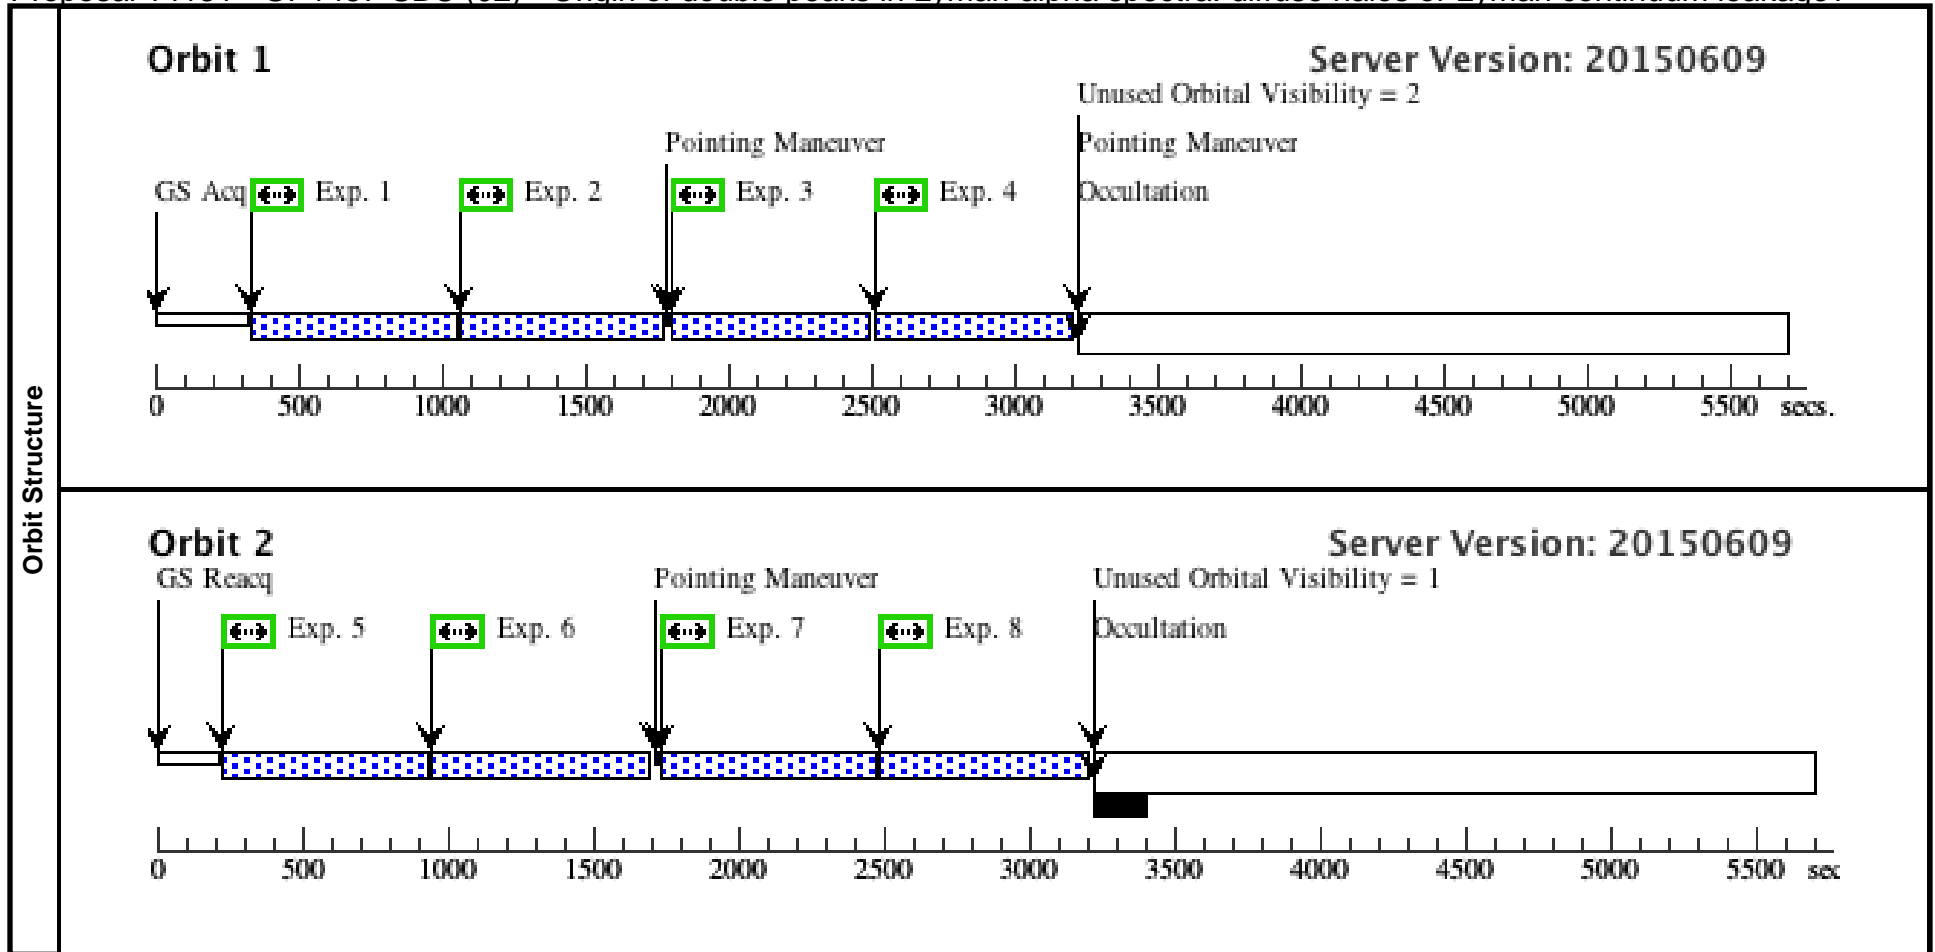 Orbit Structure
Orbit 1
Server Version: 20150609
Unused Orbital Visibility = 2
Pointing Maneuver
Pointing Maneuver
GS Acq
Exp. 1
Exp. 2
Exp. 3
Exp. 4
Occultation
0 500 1000 1500 2000 2500 3000 3500 4000 4500 5000 5500 secs.
Orbit 2
Server Version: 20150609
GS Reacq
Pointing Maneuver
Unused Orbital Visibility = 1
Exp. 5
Exp. 6
Exp. 7
Exp. 8
Occultation
0 500 1000 1500 2000 2500 3000 3500 4000 4500 5000 5500 sec